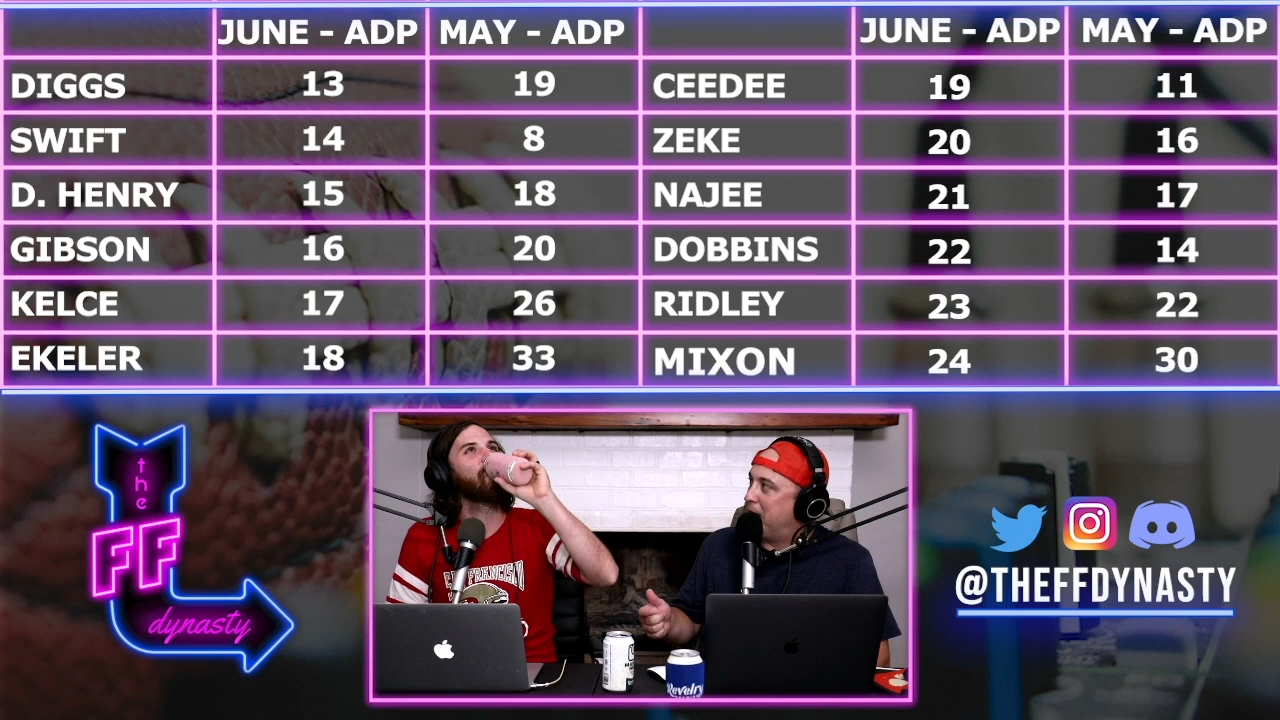 JUNE - ADP MAY - ADP JUNE - ADP MAY - ADP
DIGGS 13 19 CEEDEE 19 11
SWIFT 14 8 ZEKE 20 16
D. HENRY 15 18 NAJEE 21 17
GIBSON 16 20 DOBBINS 22 14
KELCE 17 26 RIDLEY 23 22
EKELER 18 33 MIXON 24 30
the
FF
dynasty
@THEFFDYNASTY
Revelry